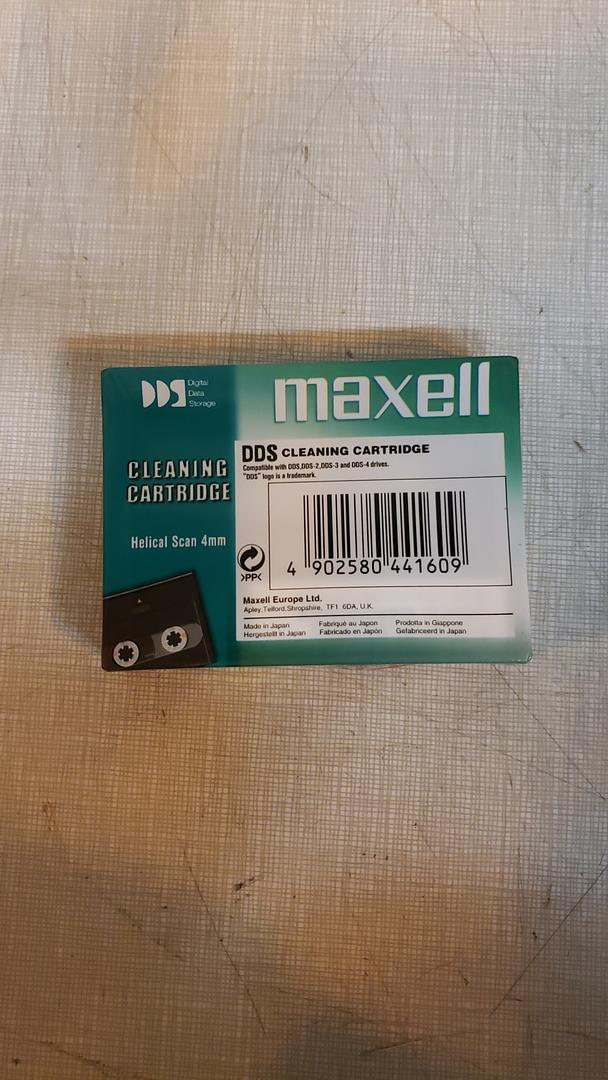 DDS Digital
Data
Storage
maxell
CLEANING
CARTRIDGE
Helical Scan 4mm
DDS CLEANING CARTRIDGE
Compatible with DDS,DDS-2,DDS-3 and DDS-4 drives.
"DDS" logo is a trademark.
4 902580 441609
>PP<
Maxell Europe Ltd.
Apley,Telford,Shropshire, TF1 6DA, U.K.
Made in Japan Fabriqué au Japon Prodotta in Giappone
Hergestellt in Japan Fabricado en Japón Gefabriceerd in Japan